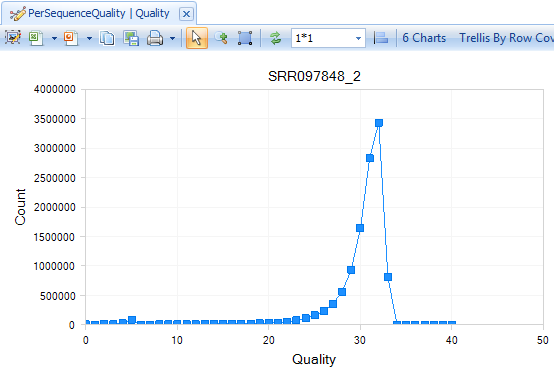 PerSequenceQuality | Quality
1*1
6 Charts
Trellis By Row Cov
SRR097848_2
4000000
3500000
3000000
2500000
2000000
1500000
1000000
500000
0
Count
0 10 20 30 40 50
Quality